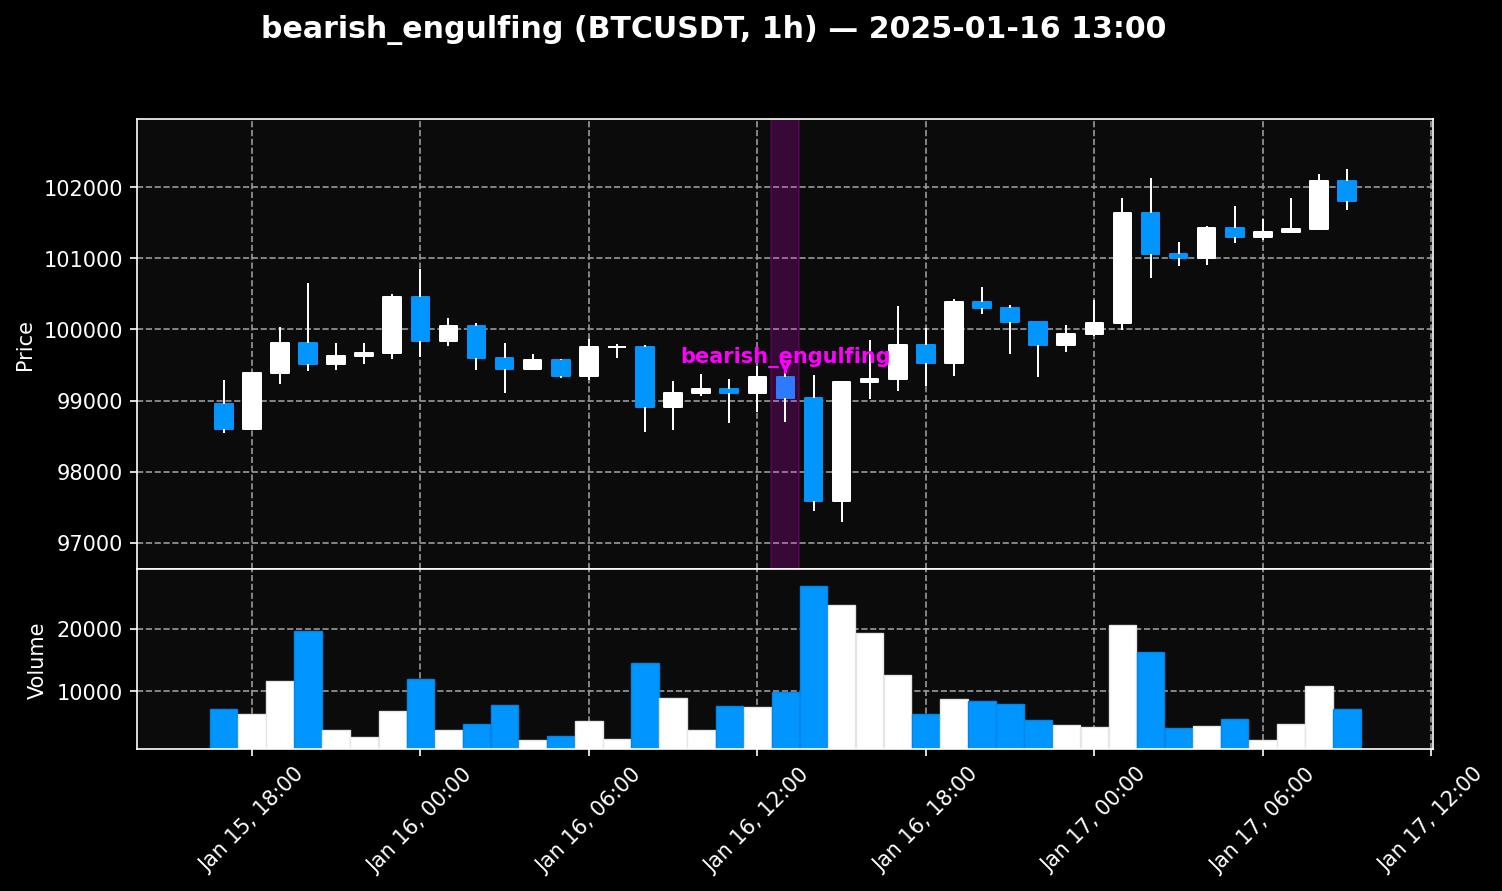 bearish_engulfing (BTCUSDT, 1h) — 2025-01-16 13:00
Price
102000
101000
100000
99000
98000
97000
bearish_engulfing
Volume
20000
10000
Jan 15, 18:00
Jan 16, 00:00
Jan 16, 06:00
Jan 16, 12:00
Jan 16, 18:00
Jan 17, 00:00
Jan 17, 06:00
Jan 17, 12:00